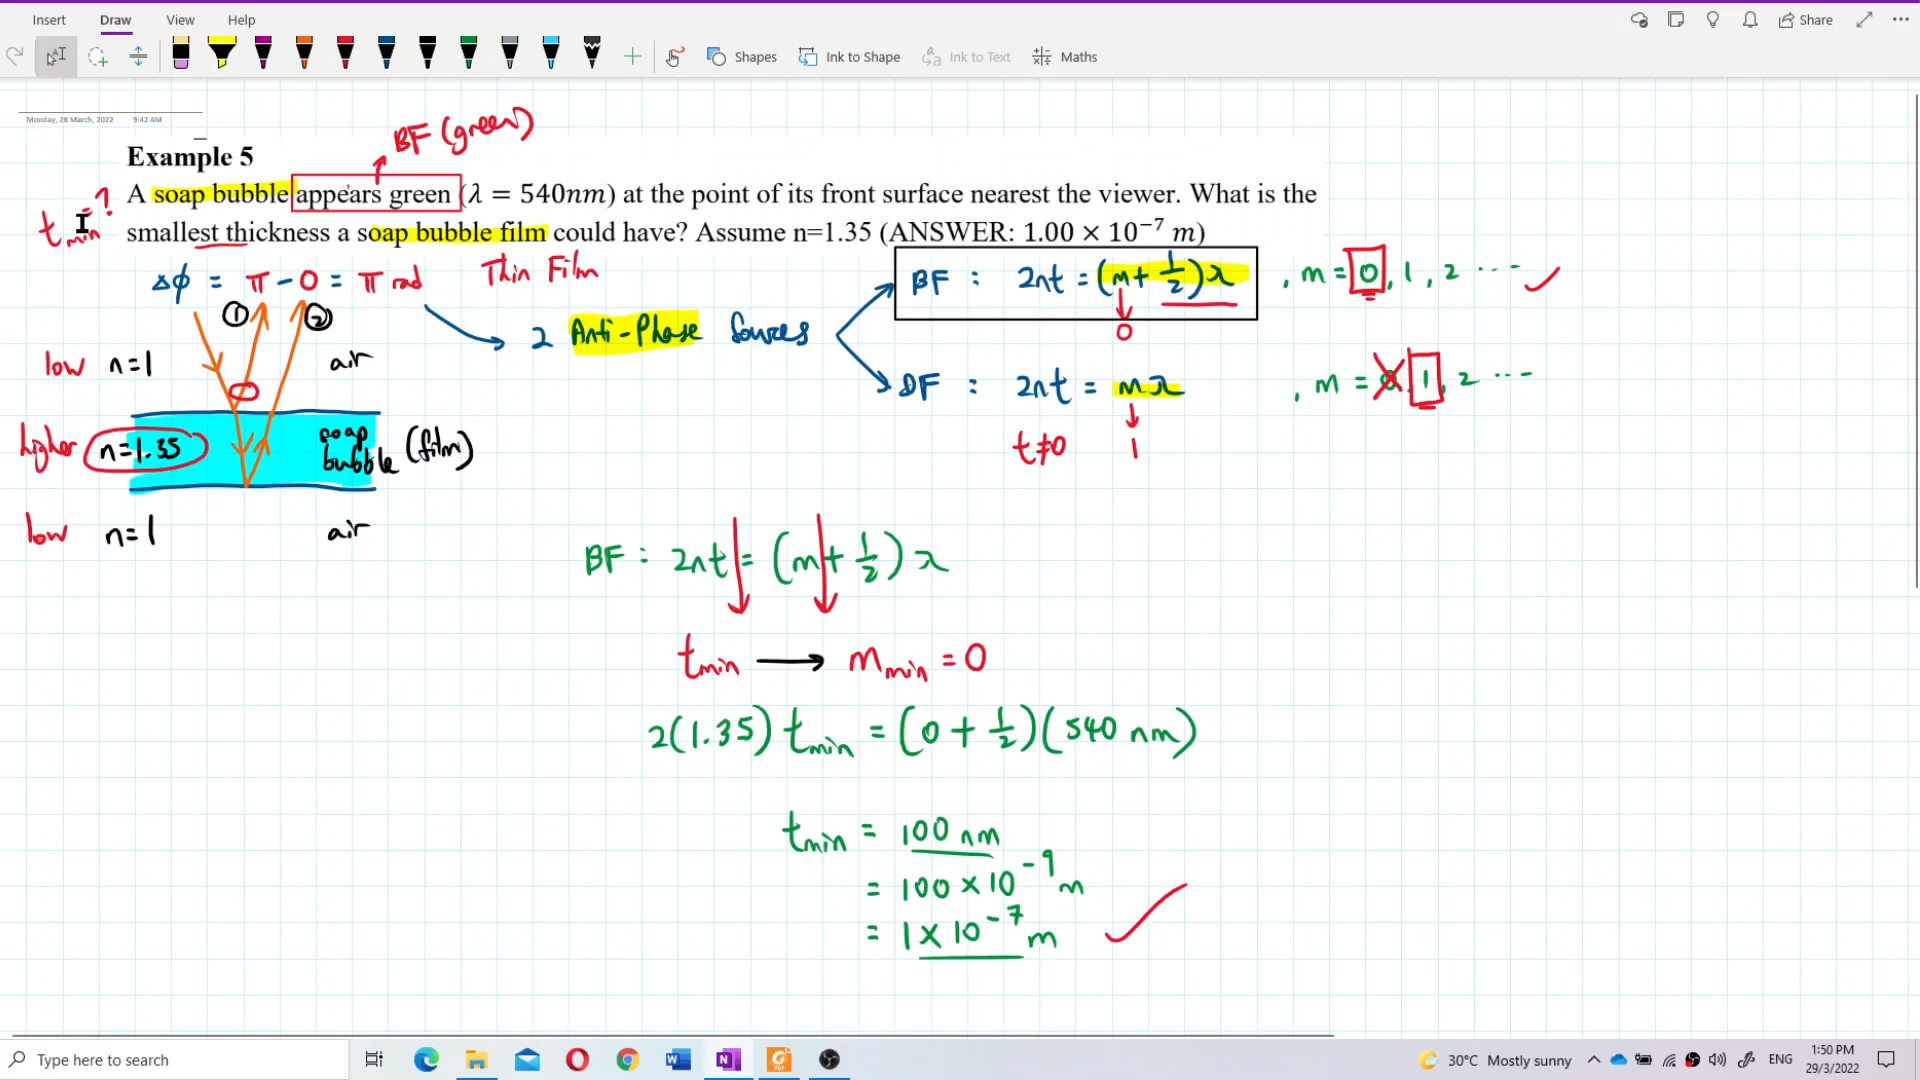 Insert Draw View Help
Share
Shapes Ink to Shape Ink to Text Maths
Monday, 28 March, 2022 9:42 AM
BF (green)
Example 5
A soap bubble appears green (λ = 540nm) at the point of its front surface nearest the viewer. What is the
smallest thickness a soap bubble film could have? Assume n=1.35 (ANSWER: 1.00 × 10⁻⁷ m)
t min = ?
Δϕ = π - 0 = π rad
Thin Film
① ②
low n=1 air
higher n=1.35 soap bubble (film)
low n=1 air
2 Anti-Phase Sources
BF : 2nt = (m + 1/2)λ , m = 0, 1, 2 ...
0
DF : 2nt = mλ , m = 0, 1, 2 ...
t≠0 1
BF : 2nt = (m + 1/2)λ
t min → m min = 0
2(1.35) t min = (0 + 1/2)(540 nm)
t min = 100 nm
= 100 × 10⁻⁹ m
= 1 × 10⁻⁷ m
Type here to search
30°C Mostly sunny
ENG
1:50 PM
29/3/2022